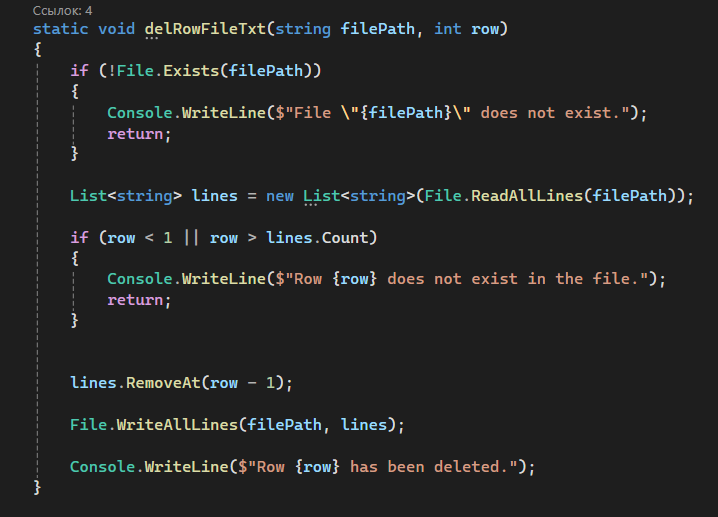 Ссылок: 4
static void delRowFileTxt(string filePath, int row)
{
    if (!File.Exists(filePath))
    {
        Console.WriteLine($"File \"{filePath}\" does not exist.");
        return;
    }

    List<string> lines = new List<string>(File.ReadAllLines(filePath));

    if (row < 1 || row > lines.Count)
    {
        Console.WriteLine($"Row {row} does not exist in the file.");
        return;
    }


    lines.RemoveAt(row - 1);

    File.WriteAllLines(filePath, lines);

    Console.WriteLine($"Row {row} has been deleted.");
}